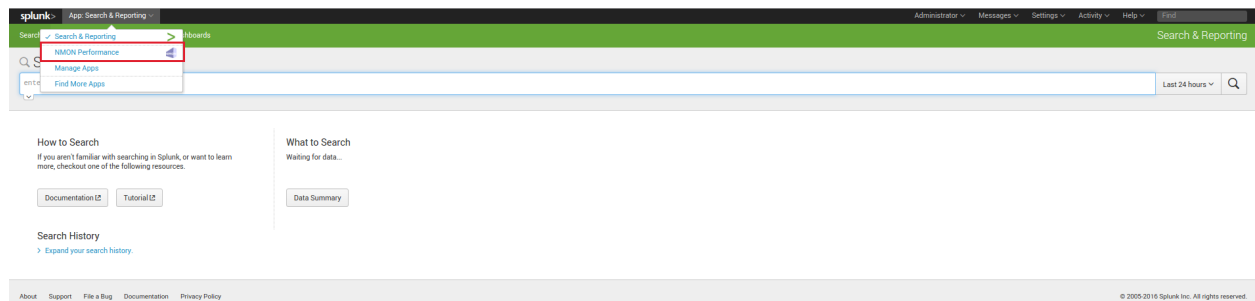 splunk> App: Search & Reporting Administrator Messages Settings Activity Help Find
Search hboards Search & Reporting
Search & Reporting
NMON Performance
Manage Apps
Find More Apps
S
ente Last 24 hours
How to Search What to Search
If you aren't familiar with searching in Splunk, or want to learn Waiting for data...
more, checkout one of the following resources.
Documentation Tutorial Data Summary
Search History
> Expand your search history.
About Support File a Bug Documentation Privacy Policy © 2005-2016 Splunk Inc. All rights reserved.